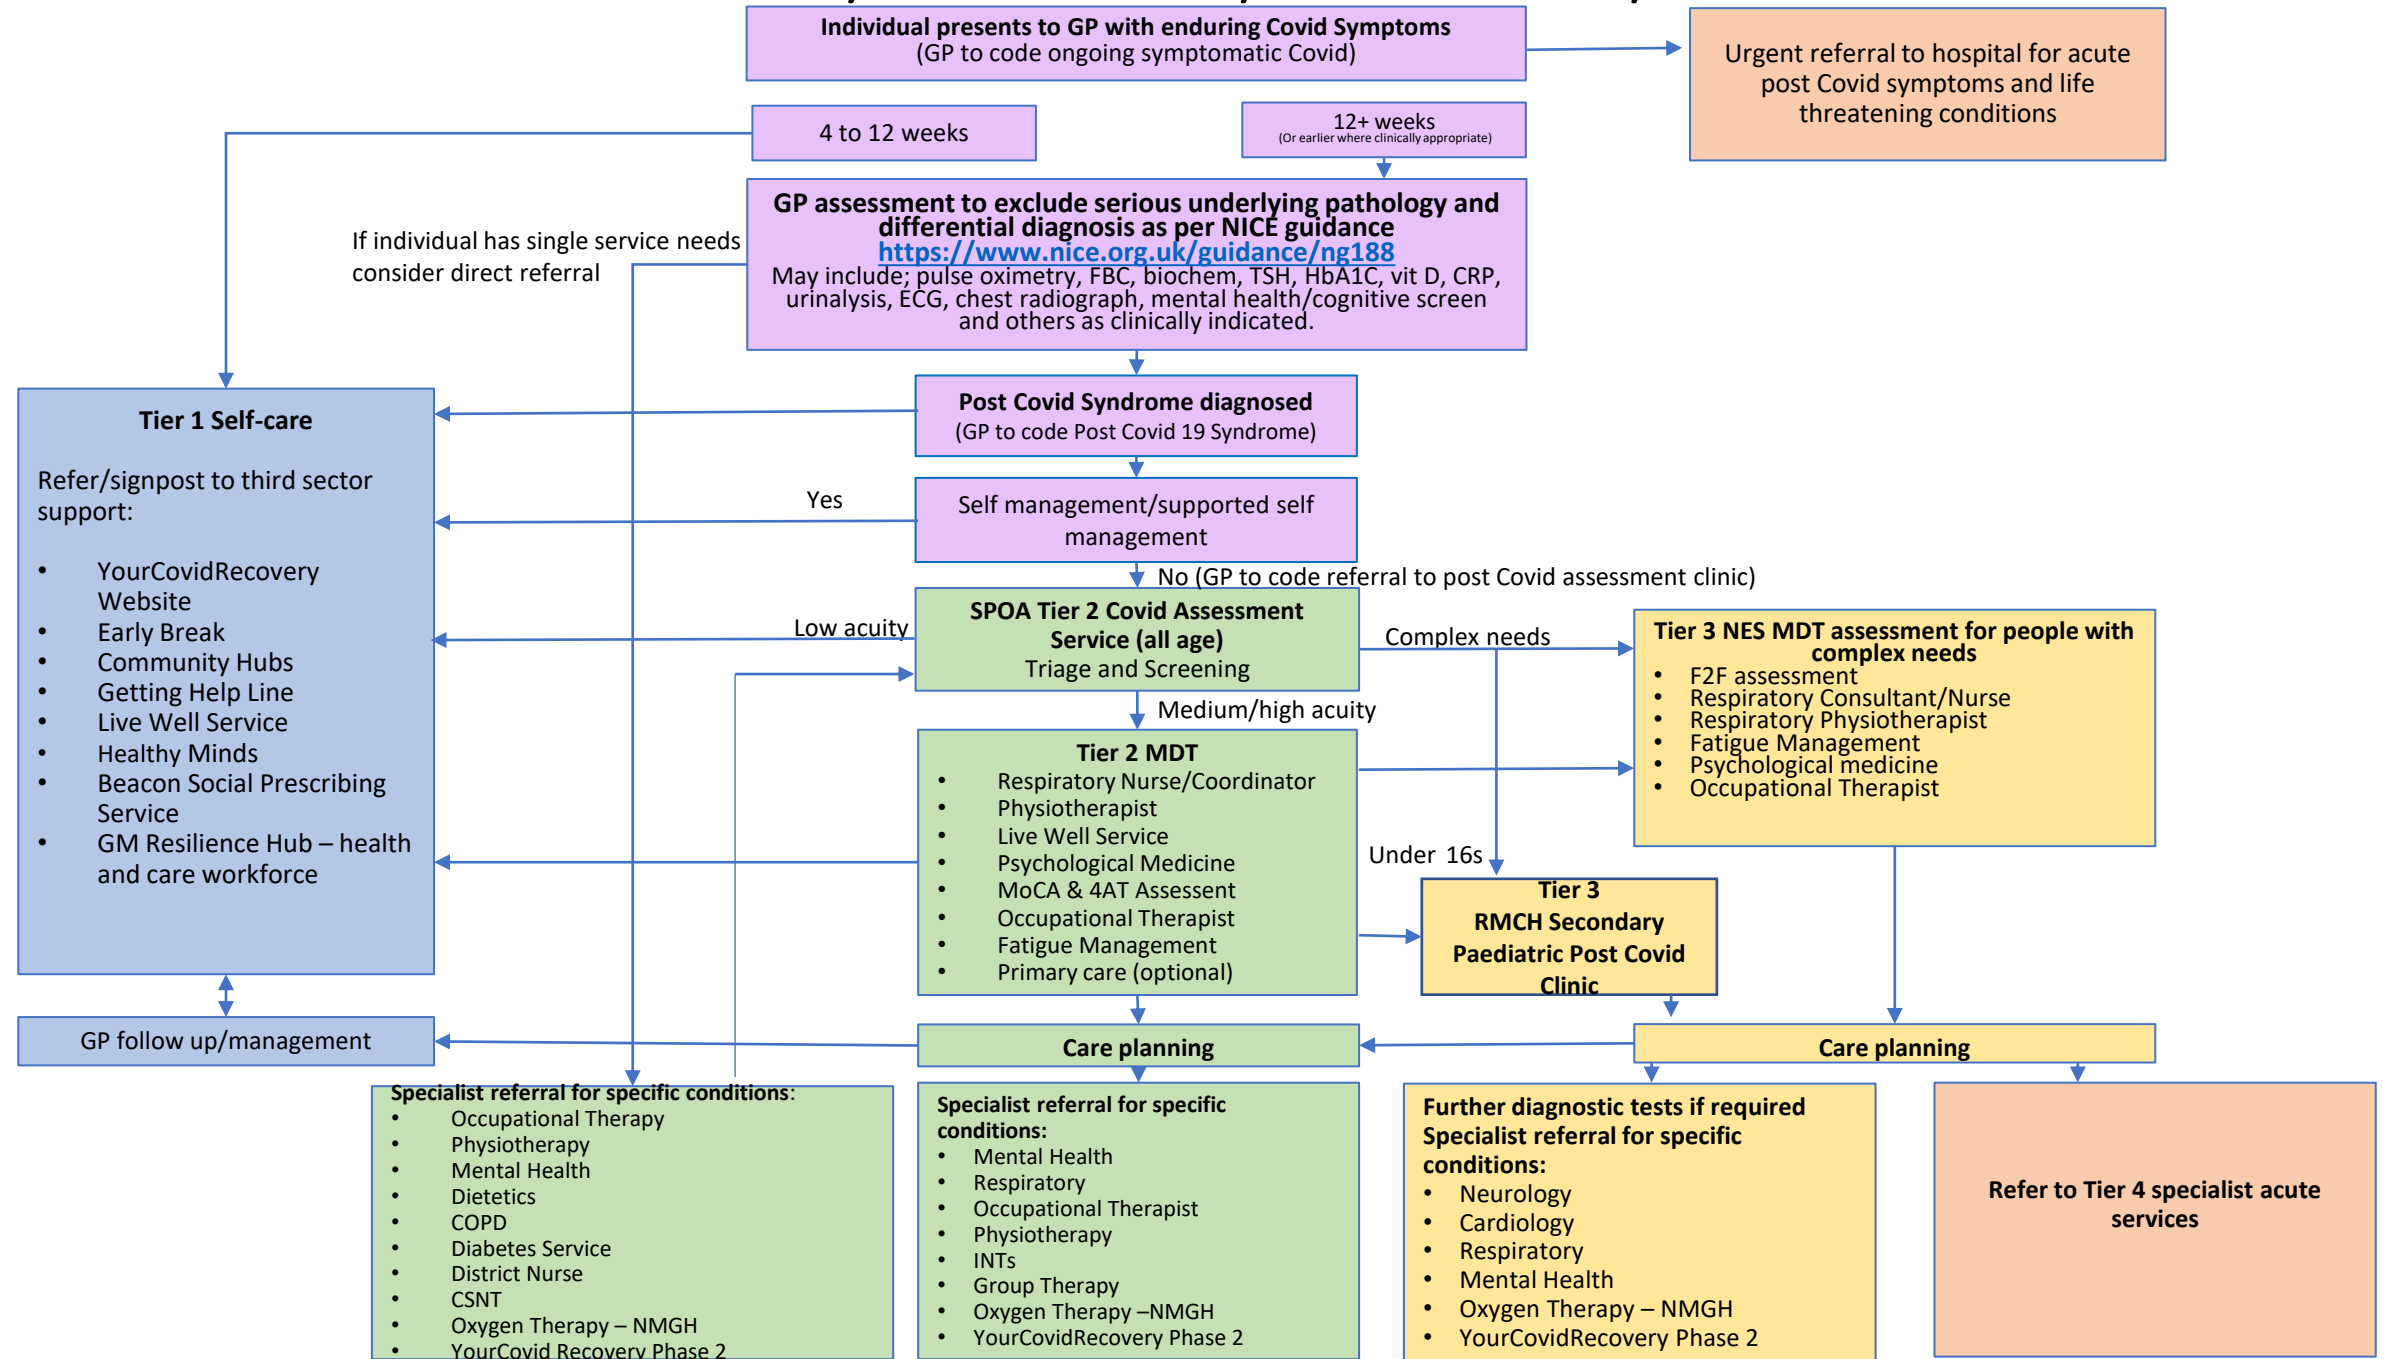 Individual presents to GP with enduring Covid Symptoms
(GP to code ongoing symptomatic Covid)
Urgent referral to hospital for acute
post Covid symptoms and life
threatening conditions
4 to 12 weeks
12+ weeks
(Or earlier where clinically appropriate)
GP assessment to exclude serious underlying pathology and
differential diagnosis as per NICE guidance
https://www.nice.org.uk/guidance/ng188
May include; pulse oximetry, FBC, biochem, TSH, HbA1C, vit D, CRP,
urinalysis, ECG, chest radiograph, mental health/cognitive screen
and others as clinically indicated.
If individual has single service needs
consider direct referral
Tier 1 Self-care
Refer/signpost to third sector
support:
• YourCovidRecovery
Website
• Early Break
• Community Hubs
• Getting Help Line
• Live Well Service
• Healthy Minds
• Beacon Social Prescribing
Service
• GM Resilience Hub – health
and care workforce
Post Covid Syndrome diagnosed
(GP to code Post Covid 19 Syndrome)
Yes
Self management/supported self
management
No (GP to code referral to post Covid assessment clinic)
Low acuity
SPOA Tier 2 Covid Assessment
Service (all age)
Triage and Screening
Complex needs
Medium/high acuity
Tier 3 NES MDT assessment for people with
complex needs
• F2F assessment
• Respiratory Consultant/Nurse
• Respiratory Physiotherapist
• Fatigue Management
• Psychological medicine
• Occupational Therapist
Tier 2 MDT
• Respiratory Nurse/Coordinator
• Physiotherapist
• Live Well Service
• Psychological Medicine
• MoCA & 4AT Assessent
• Occupational Therapist
• Fatigue Management
• Primary care (optional)
Under 16s
Tier 3
RMCH Secondary
Paediatric Post Covid
Clinic
GP follow up/management
Care planning
Care planning
Specialist referral for specific conditions:
• Occupational Therapy
• Physiotherapy
• Mental Health
• Dietetics
• COPD
• Diabetes Service
• District Nurse
• CSNT
• Oxygen Therapy – NMGH
• YourCovid Recovery Phase 2
Specialist referral for specific
conditions:
• Mental Health
• Respiratory
• Occupational Therapist
• Physiotherapy
• INTs
• Group Therapy
• Oxygen Therapy –NMGH
• YourCovidRecovery Phase 2
Further diagnostic tests if required
Specialist referral for specific
conditions:
• Neurology
• Cardiology
• Respiratory
• Mental Health
• Oxygen Therapy – NMGH
• YourCovidRecovery Phase 2
Refer to Tier 4 specialist acute
services